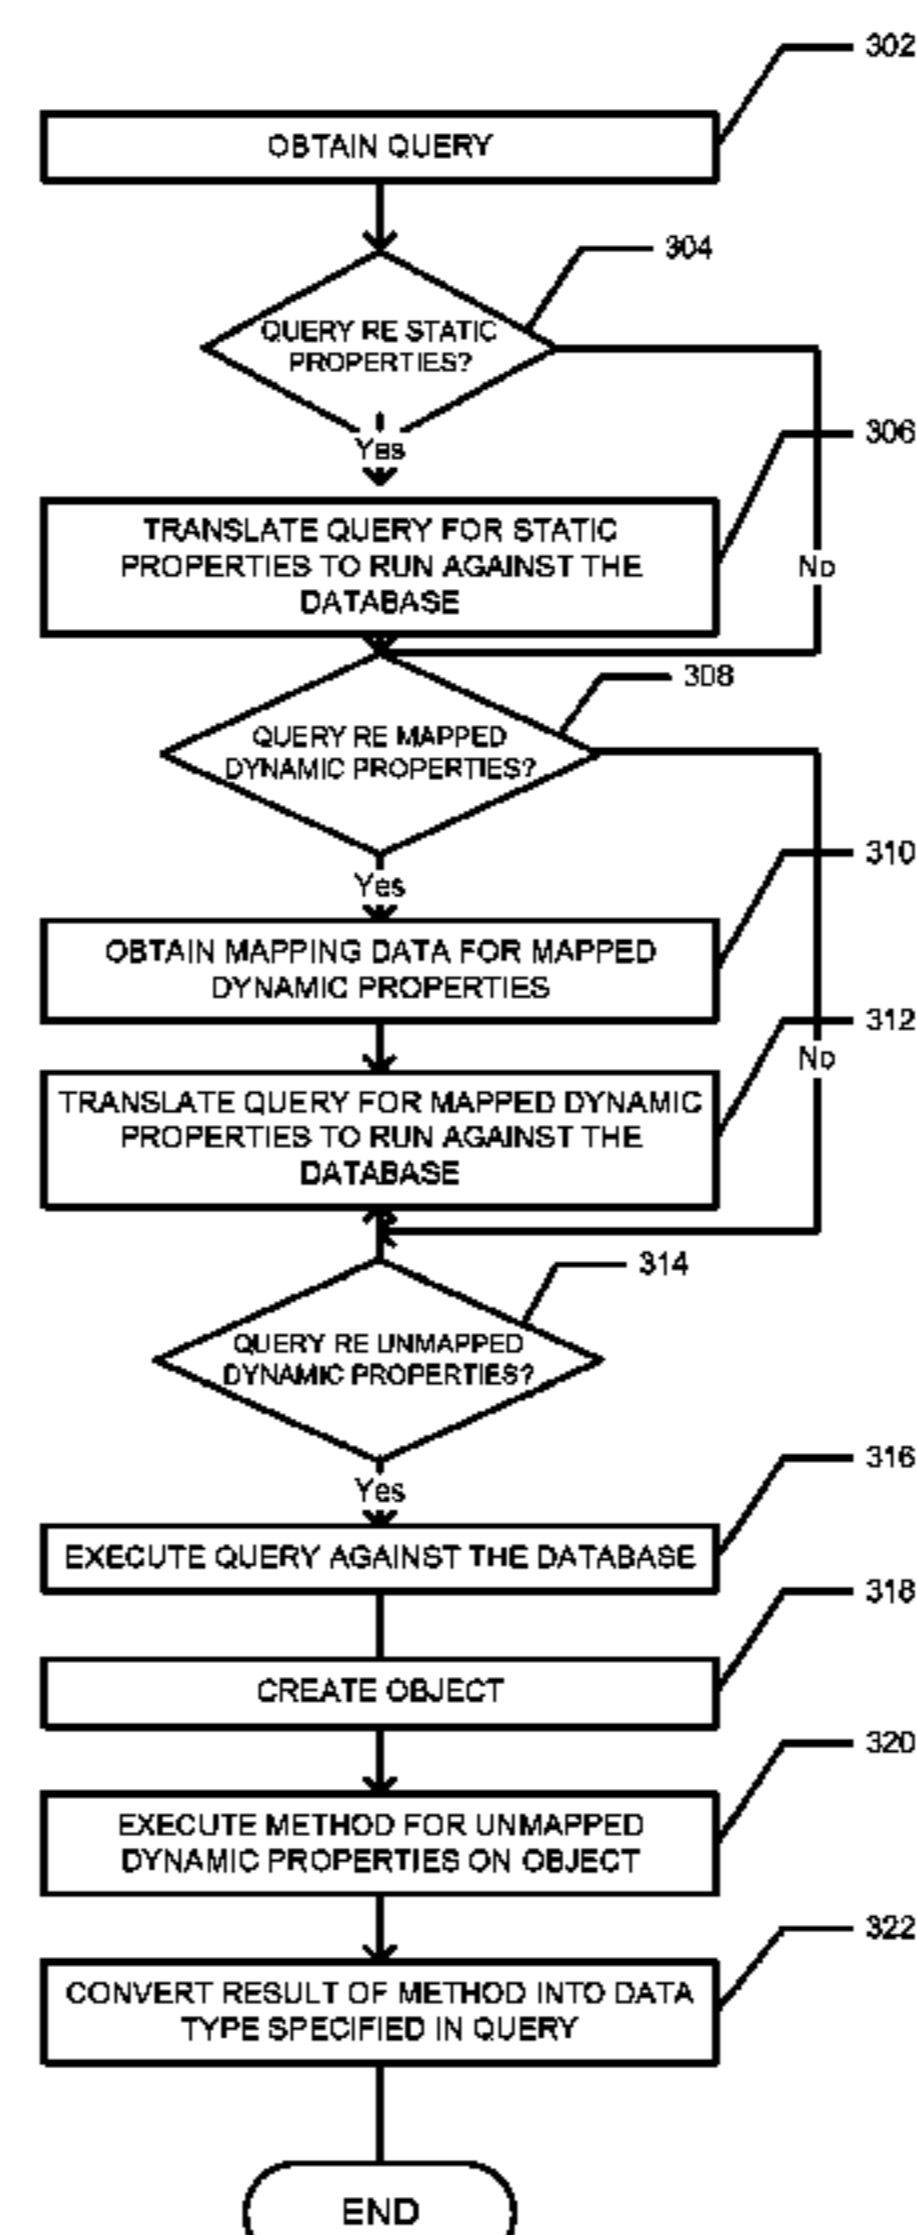 302
OBTAIN QUERY
304
QUERY RE STATIC
PROPERTIES?
Yes
306
TRANSLATE QUERY FOR STATIC
PROPERTIES TO RUN AGAINST THE
DATABASE
No
308
QUERY RE MAPPED
DYNAMIC PROPERTIES?
Yes
310
OBTAIN MAPPING DATA FOR MAPPED
DYNAMIC PROPERTIES
312
No
TRANSLATE QUERY FOR MAPPED DYNAMIC
PROPERTIES TO RUN AGAINST THE
DATABASE
314
QUERY RE UNMAPPED
DYNAMIC PROPERTIES?
Yes
316
EXECUTE QUERY AGAINST THE DATABASE
318
CREATE OBJECT
320
EXECUTE METHOD FOR UNMAPPED
DYNAMIC PROPERTIES ON OBJECT
322
CONVERT RESULT OF METHOD INTO DATA
TYPE SPECIFIED IN QUERY
END